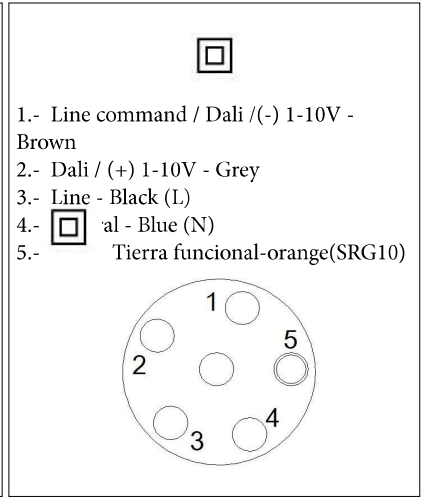 1.- Line command / Dali /(-) 1-10V -
Brown
2.- Dali / (+) 1-10V - Grey
3.- Line - Black (L)
4.- al - Blue (N)
5.- Tierra funcional-orange(SRG10)
1
5
2
4
3